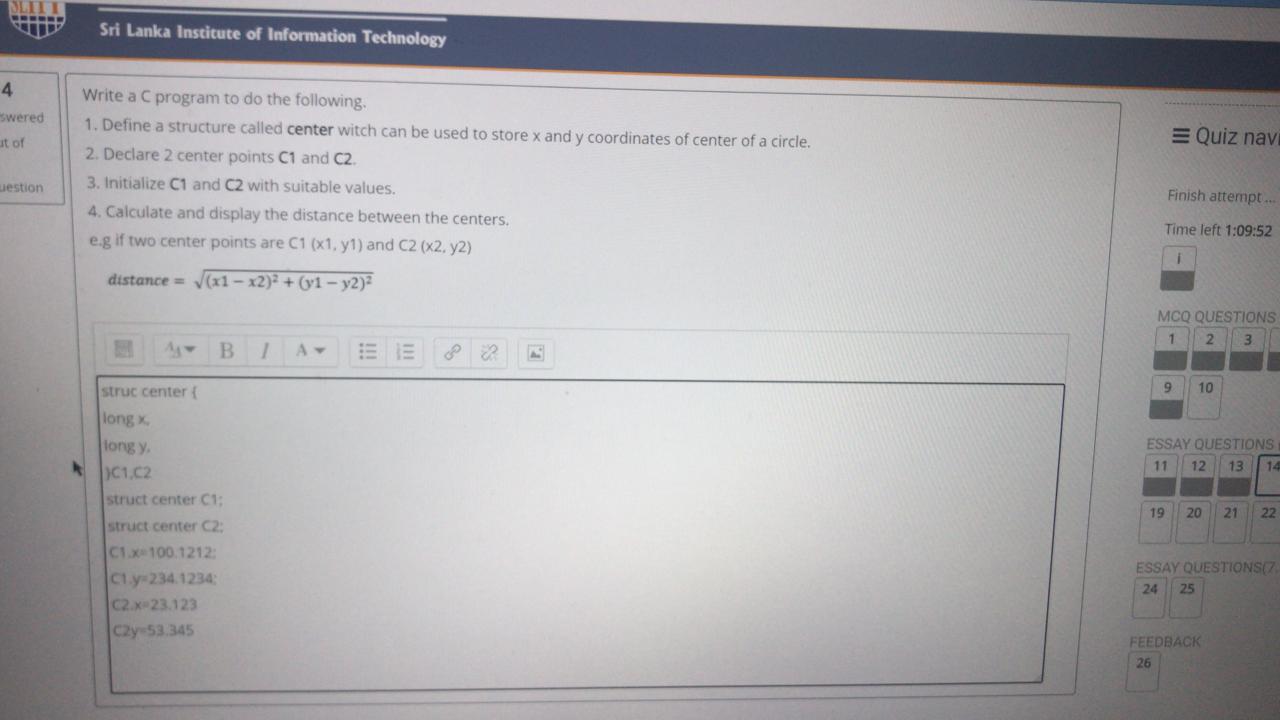 SLIIT
Sri Lanka Institute of Information Technology
4
swered
ut of
uestion
Write a C program to do the following.
1. Define a structure called center witch can be used to store x and y coordinates of center of a circle.
2. Declare 2 center points C1 and C2.
3. Initialize C1 and C2 with suitable values.
4. Calculate and display the distance between the centers.
e.g if two center points are C1 (x1, y1) and C2 (x2, y2)
distance = √(x1 − x2)² + (y1 − y2)²
B I A
struc center {
long x,
long y,
}C1,C2
struct center C1;
struct center C2;
C1.x=100.1212;
C1.y=234.1234;
C2.x=23.123
C2y=53.345
Quiz navi
Finish attempt ...
Time left 1:09:52
i
MCQ QUESTIONS
1 2 3
9 10
ESSAY QUESTIONS (
11 12 13 14
19 20 21 22
ESSAY QUESTIONS(7.
24 25
FEEDBACK
26